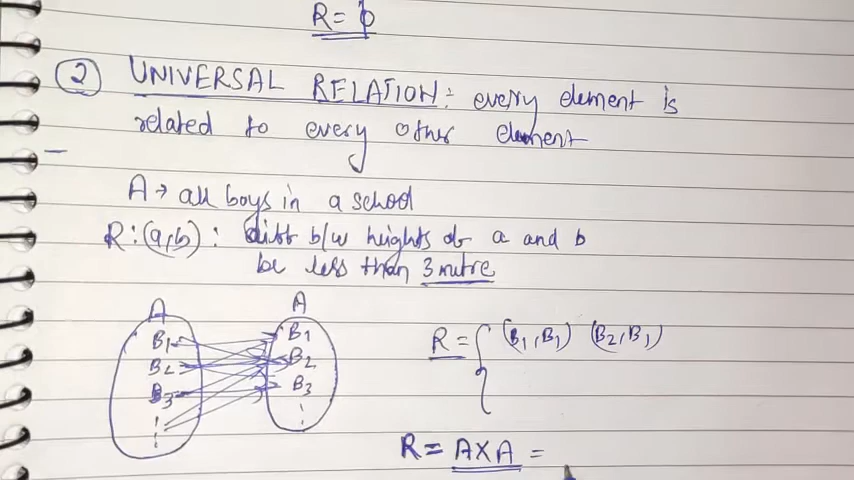 R = ϕ
② UNIVERSAL RELATION: every element is
related to every other element
A → all boys in a school
R : (a,b) : diff b/w heights of a and b
be less than 3 metre
A A
B1 B1
B2 B2
B3 B3
R = { (B1, B1) (B2, B1)
R = A×A =